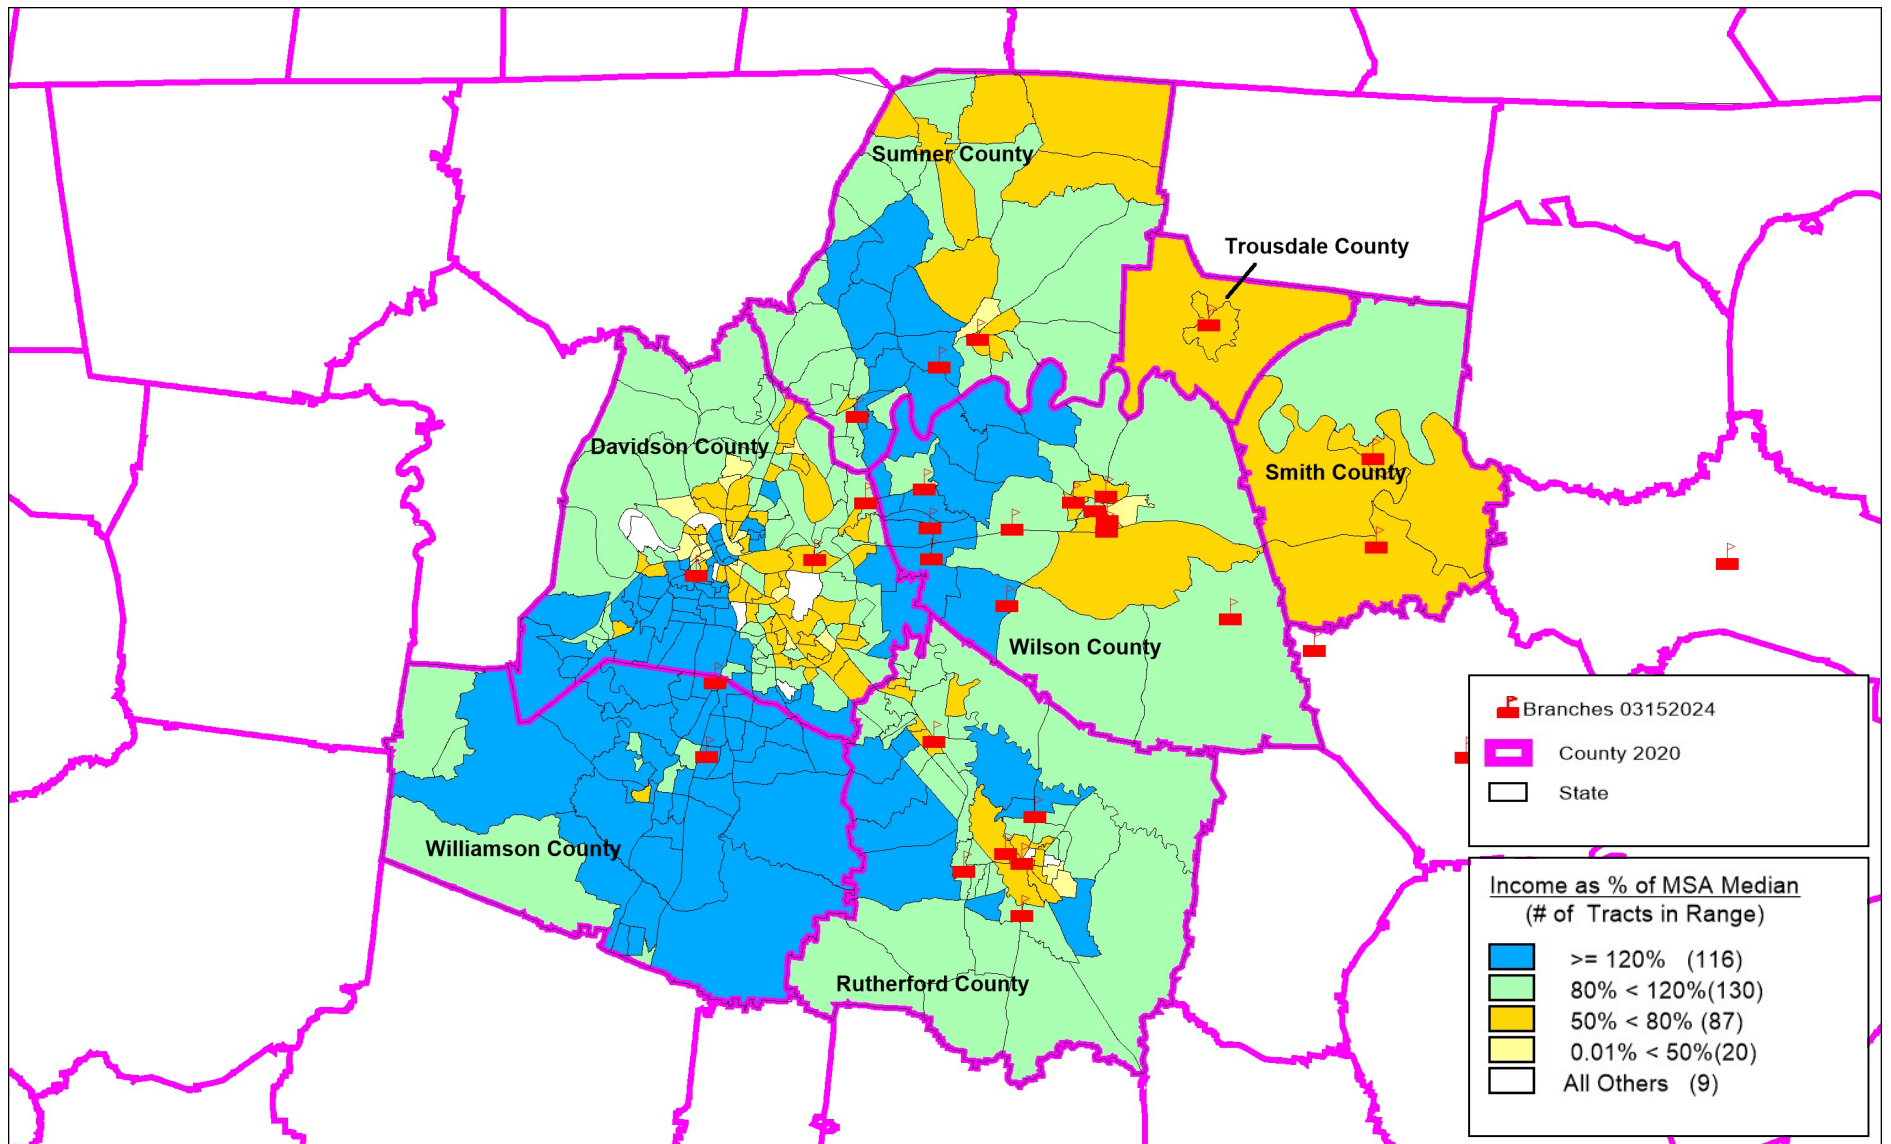 Sumner County
Trousdale County
Davidson County
Smith County
Wilson County
Williamson County
Rutherford County
Branches 03152024
County 2020
State
Income as % of MSA Median
(# of Tracts in Range)
>= 120% (116)
80% < 120%(130)
50% < 80% (87)
0.01% < 50%(20)
All Others (9)